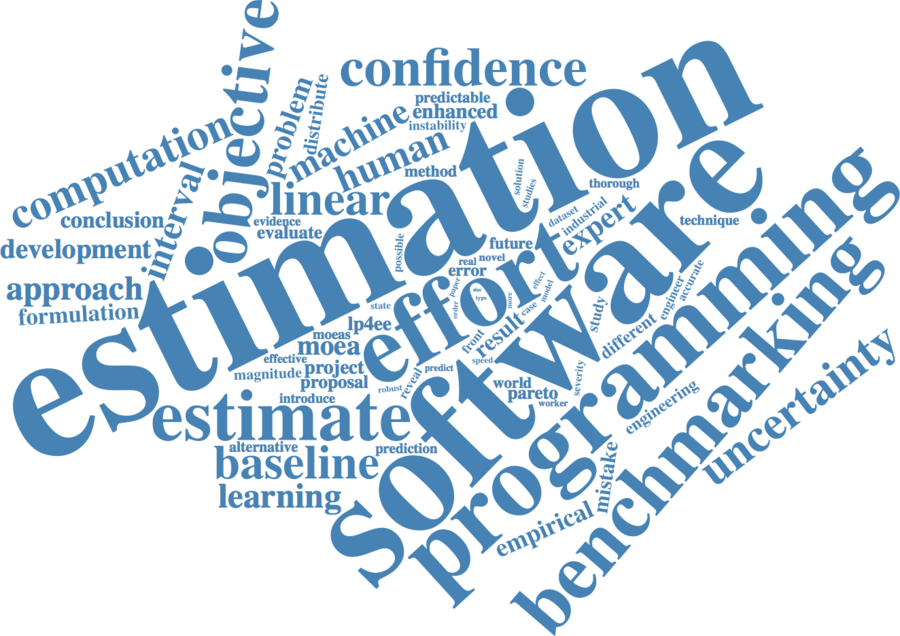 objective
confidence
estimation
computation
problem
distribute
machine
predictable
enhanced
instability
human
method
linear
interval
conclusion
development
evidence
evaluate
solution
studies
thorough
dataset
industrial
expert
technique
possible
future
novel
real
error
approach
formulation
effort
software
programming
benchmarking
uncertainty
state
lp4ee
moeas
moea
effective
magnitude
project
proposal
introduce
paper
order
size
type
more
case
model
effect
result
front
speed
predict
reveal
robust
study
different
engineer
accurate
world
pareto
worker
severity
estimate
alternative
baseline
prediction
learning
engineering
mistake
empirical